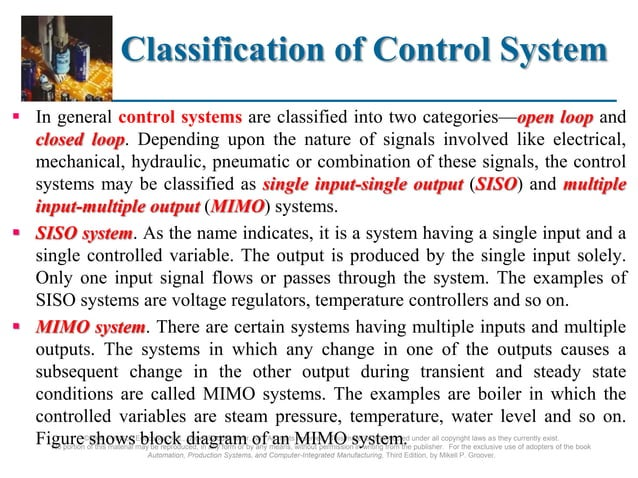 Classification of Control System
In general control systems are classified into two categories—open loop and
closed loop. Depending upon the nature of signals involved like electrical,
mechanical, hydraulic, pneumatic or combination of these signals, the control
systems may be classified as single input-single output (SISO) and multiple
input-multiple output (MIMO) systems.
SISO system. As the name indicates, it is a system having a single input and a
single controlled variable. The output is produced by the single input solely.
Only one input signal flows or passes through the system. The examples of
SISO systems are voltage regulators, temperature controllers and so on.
MIMO system. There are certain systems having multiple inputs and multiple
outputs. The systems in which any change in one of the outputs causes a
subsequent change in the other output during transient and steady state
conditions are called MIMO systems. The examples are boiler in which the
controlled variables are steam pressure, temperature, water level and so on.
Figure shows block diagram of an MIMO system.
under all copyright laws as they currently exist.
portion of this material may be reproduced, in any form or by any means, without permission in writing from the publisher. For the exclusive use of adopters of the book
Automation, Production Systems, and Computer-Integrated Manufacturing, Third Edition, by Mikell P. Groover.